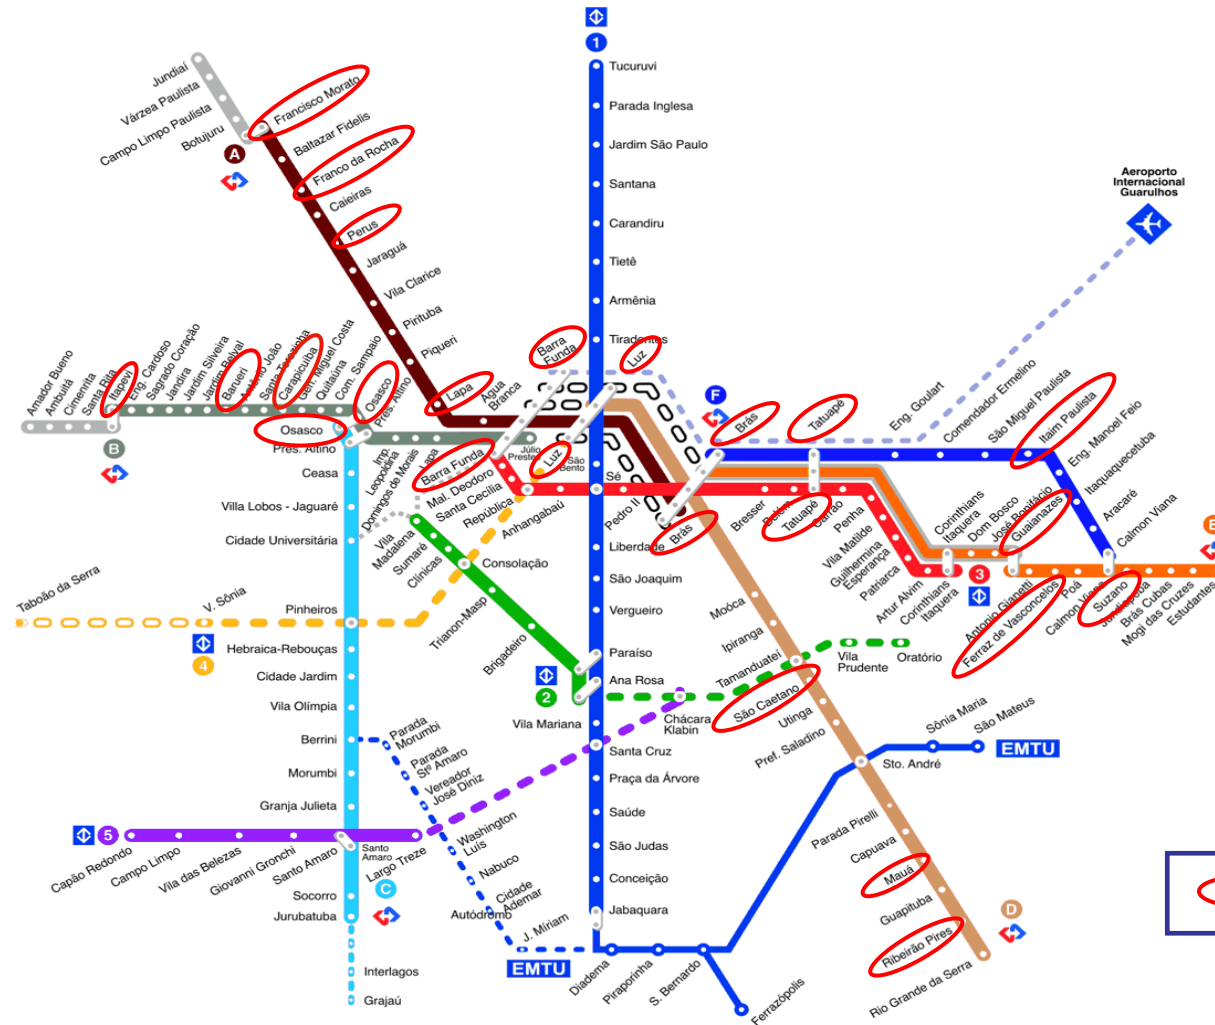 1
Tucuruvi
Parada Inglesa
Jardim São Paulo
Santana
Carandiru
Tietê
Armênia
Tiradentes
Jundiaí
Várzea Paulista
Campo Limpo Paulista
Botujuru
A
Francisco Morato
Baltazar Fidelis
Franco da Rocha
Caieiras
Perus
Jaraguá
Vila Clarice
Pirituba
Piqueri
Lapa
Agua
Branca
Barra
Funda
Luz
Aeroporto
Internacional
Guarulhos
Amador Bueno
Ambuitá
Cimenrita
Santa Rita
Itapevi
Eng. Cardoso
Sagrado Coração
Jandira
Jardim Silveira
Jardim Belval
Barueri
Antônio João
Santa Terezinha
Carapicuiba
Gen. Miguel Costa
Quitaúna
Com. Sampaio
Osasco
Pres. Altino
B
Osasco
Pres. Altino
Imp.
Leopoldina
Domingos de Morais
Lapa
Barra Funda
Júlio
Prestes
Luz
São
Bento
Mal. Deodoro
Santa Cecília
República
Anhangabaú
Sé
Pedro II
Brás
F
Brás
Tatuapé
Eng. Goulart
Comendador Ermelino
São Miguel Paulista
Itaim Paulista
Eng. Manoel Feio
Itaquaquecetuba
Aracaré
Calmon Viana
Bresser
Belém
Tatuapé
Carrão
Penha
Vila Matilde
Guilhermina
Esperança
Patriarca
Artur Alvim
Corinthians
Itaquera
3
Corinthians
Itaquera
Dom Bosco
José Bonifácio
Guaianazes
Antonio Gianetti
Ferraz de Vasconcelos
Poá
Calmon Viana
Suzano
Jundiapeba
Brás Cubas
Mogi das Cruzes
Estudantes
E
Ceasa
Villa Lobos - Jaguaré
Cidade Universitária
Pinheiros
Hebraica-Rebouças
Cidade Jardim
Vila Olímpia
Berrini
Morumbi
Granja Julieta
Santo
Amaro
Socorro
Jurubatuba
C
Interlagos
Grajaú
Taboão da Serra
V. Sônia
4
Vila
Madalena
Sumaré
Clínicas
Consolação
Trianon-Masp
Brigadeiro
2
Liberdade
São Joaquim
Vergueiro
Paraíso
Ana Rosa
Vila Mariana
Chácara
Klabin
Santa Cruz
Praça da Árvore
Saúde
São Judas
Conceição
Jabaquara
Moóca
Ipiranga
Tamanduateí
São Caetano
Utinga
Pref. Saladino
Vila
Prudente
Oratório
Sônia Maria
São Mateus
EMTU
Sto. André
Parada Pirelli
Capuava
Mauá
Guapituba
Ribeirão Pires
Rio Grande da Serra
D
5
Capão Redondo
Campo Limpo
Vila das Belezas
Giovanni Gronchi
Santo Amaro
Largo Treze
Parada
Morumbi
Parada
Stº Amaro
Vereador
José Diniz
Washington
Luis
Nabuco
Cidade
Ademar
Autódromo
J. Míriam
EMTU
Diadema
Piraporinha
S. Bernardo
Ferrazópolis